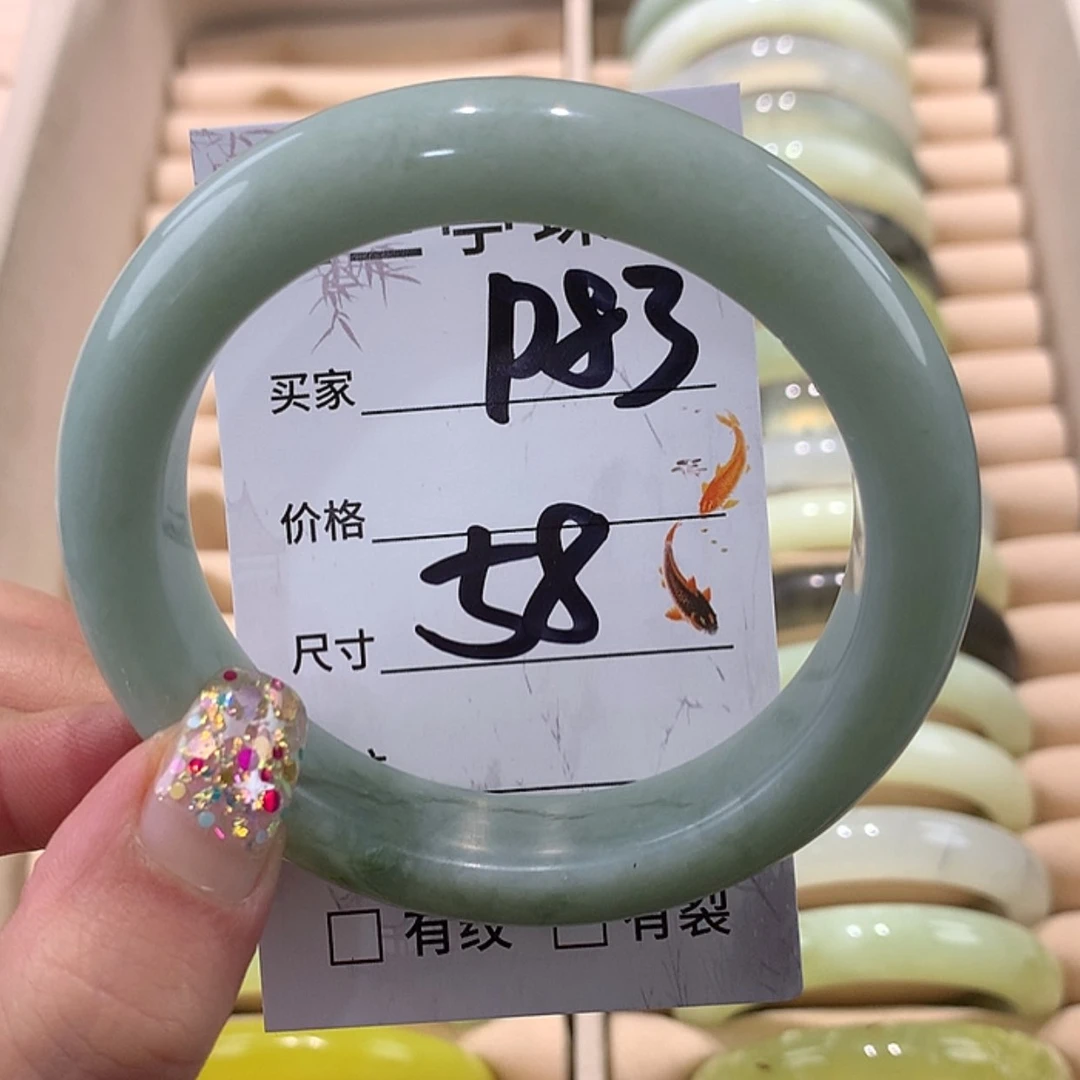 P83
买家
价格
尺寸 58
有纹 有裂